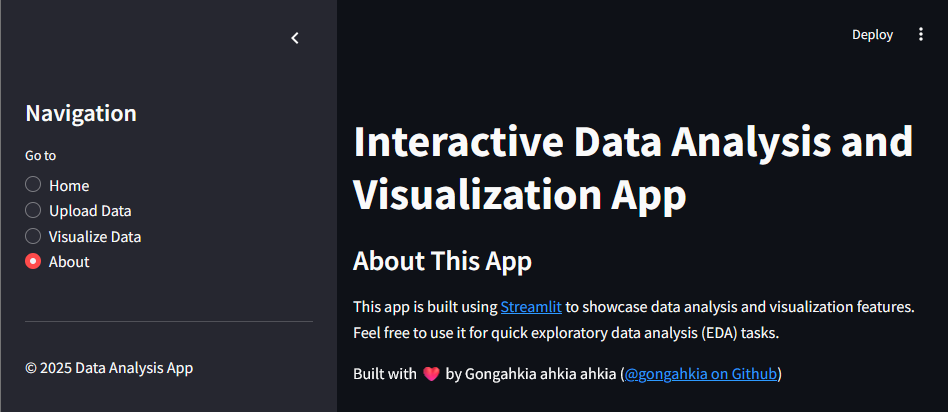 Deploy
Navigation
Go to
Home
Upload Data
Visualize Data
About
© 2025 Data Analysis App
Interactive Data Analysis and
Visualization App
About This App
This app is built using Streamlit to showcase data analysis and visualization features.
Feel free to use it for quick exploratory data analysis (EDA) tasks.
Built with ❤️ by Gongahkia ahkia ahkia (@gongahkia on Github)